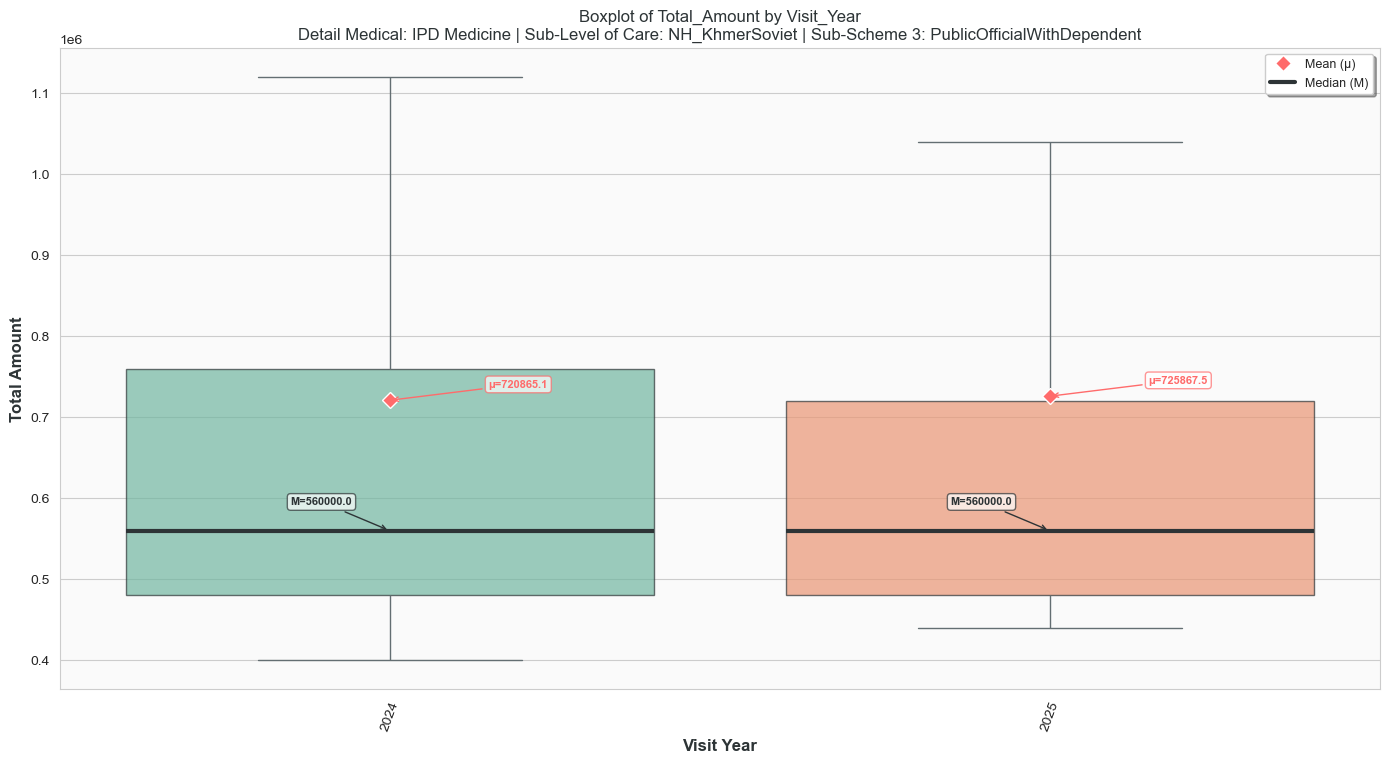 Boxplot of Total_Amount by Visit_Year
Detail Medical: IPD Medicine | Sub-Level of Care: NH_KhmerSoviet | Sub-Scheme 3: PublicOfficialWithDependent
1e6
Mean (μ)
Median (M)
1.1
1.0
0.9
0.8
0.7
0.6
0.5
0.4
Total Amount
μ=720865.1
μ=725867.5
M=560000.0
M=560000.0
2024
2025
Visit Year